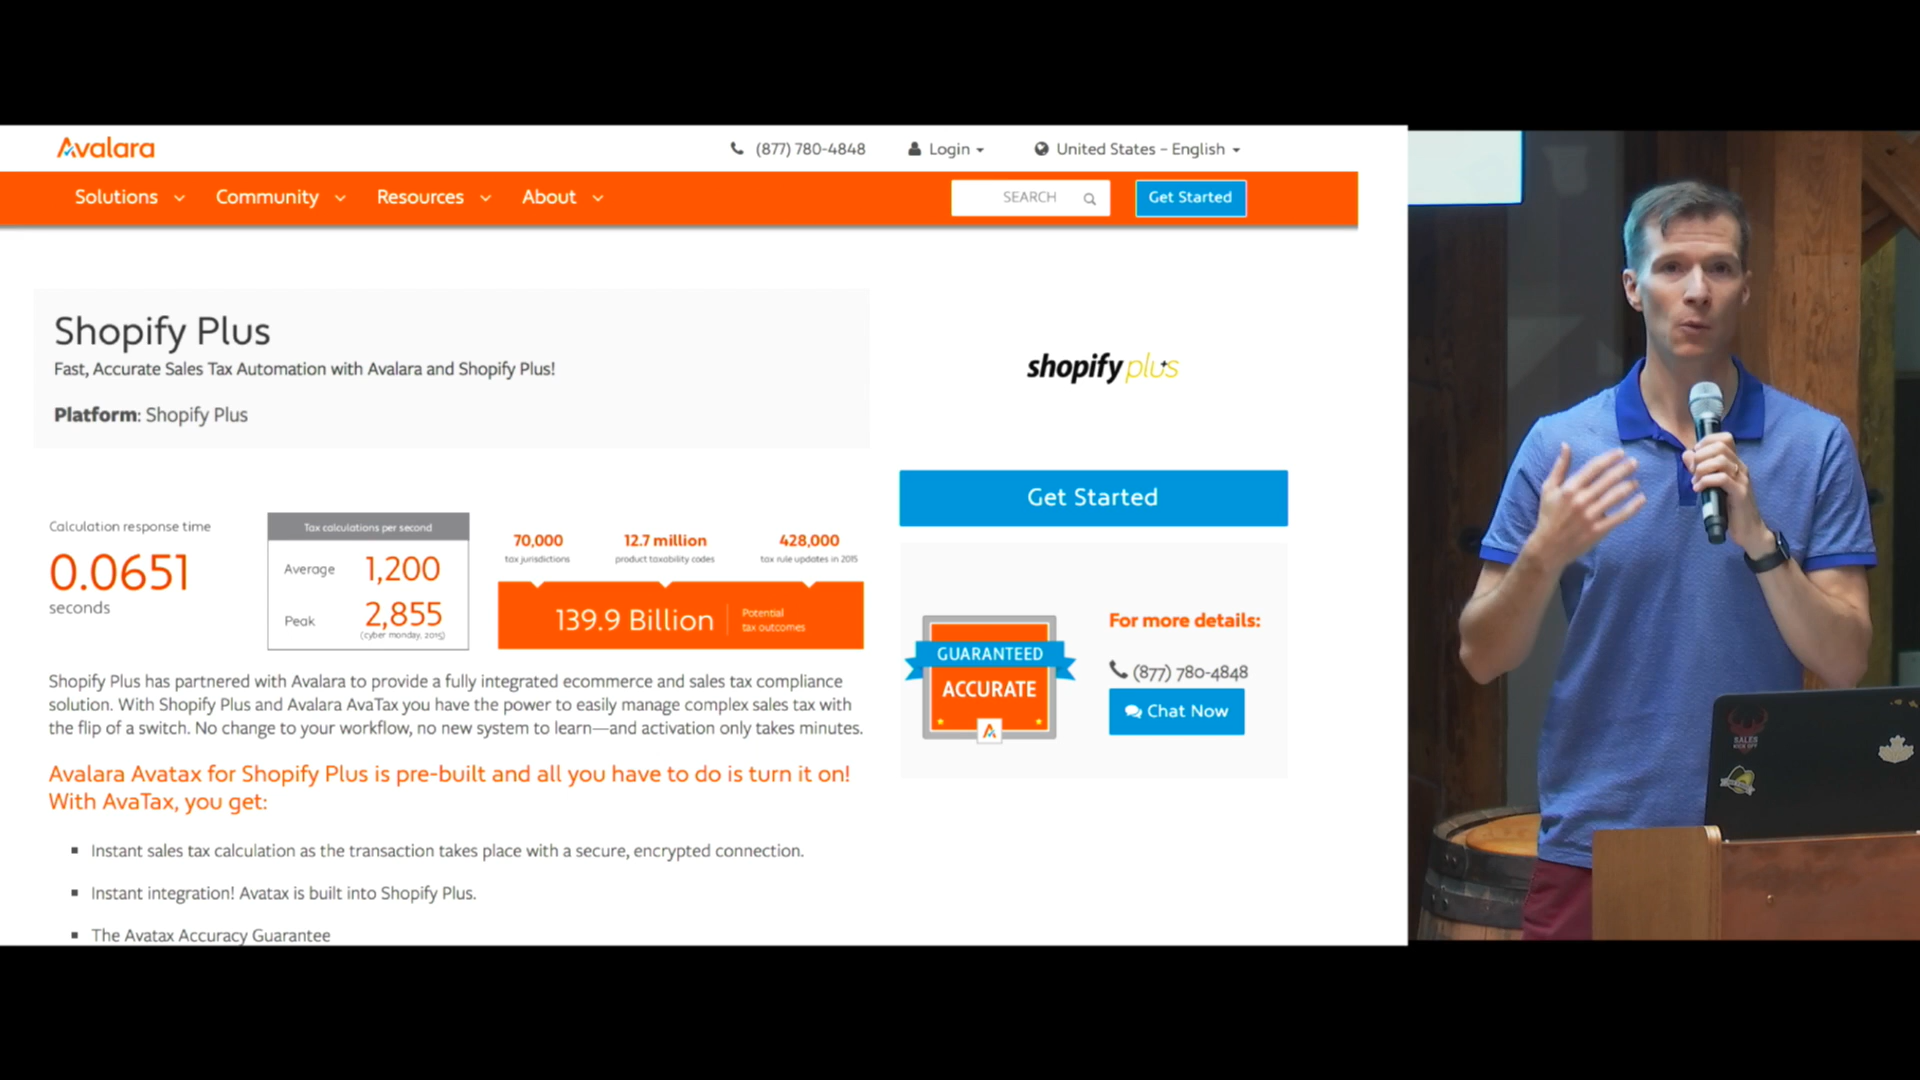 Avalara
(877) 780-4848
Login
United States - English
Solutions
Community
Resources
About
SEARCH
Get Started
Shopify Plus
Fast, Accurate Sales Tax Automation with Avalara and Shopify Plus!
Platform: Shopify Plus
shopifyplus
Get Started
Calculation response time
0.0651
seconds
Tax calculations per second
Average 1,200
Peak 2,855
(cyber monday, 2015)
70,000
tax jurisdictions
12.7 million
product taxability codes
428,000
tax rule updates in 2015
139.9 Billion
Potential
tax outcomes
GUARANTEED
ACCURATE
For more details:
(877) 780-4848
Chat Now
Shopify Plus has partnered with Avalara to provide a fully integrated ecommerce and sales tax compliance
solution. With Shopify Plus and Avalara AvaTax you have the power to easily manage complex sales tax with
the flip of a switch. No change to your workflow, no new system to learn—and activation only takes minutes.
Avalara Avatax for Shopify Plus is pre-built and all you have to do is turn it on!
With AvaTax, you get:
Instant sales tax calculation as the transaction takes place with a secure, encrypted connection.
Instant integration! Avatax is built into Shopify Plus.
The Avatax Accuracy Guarantee
SALES